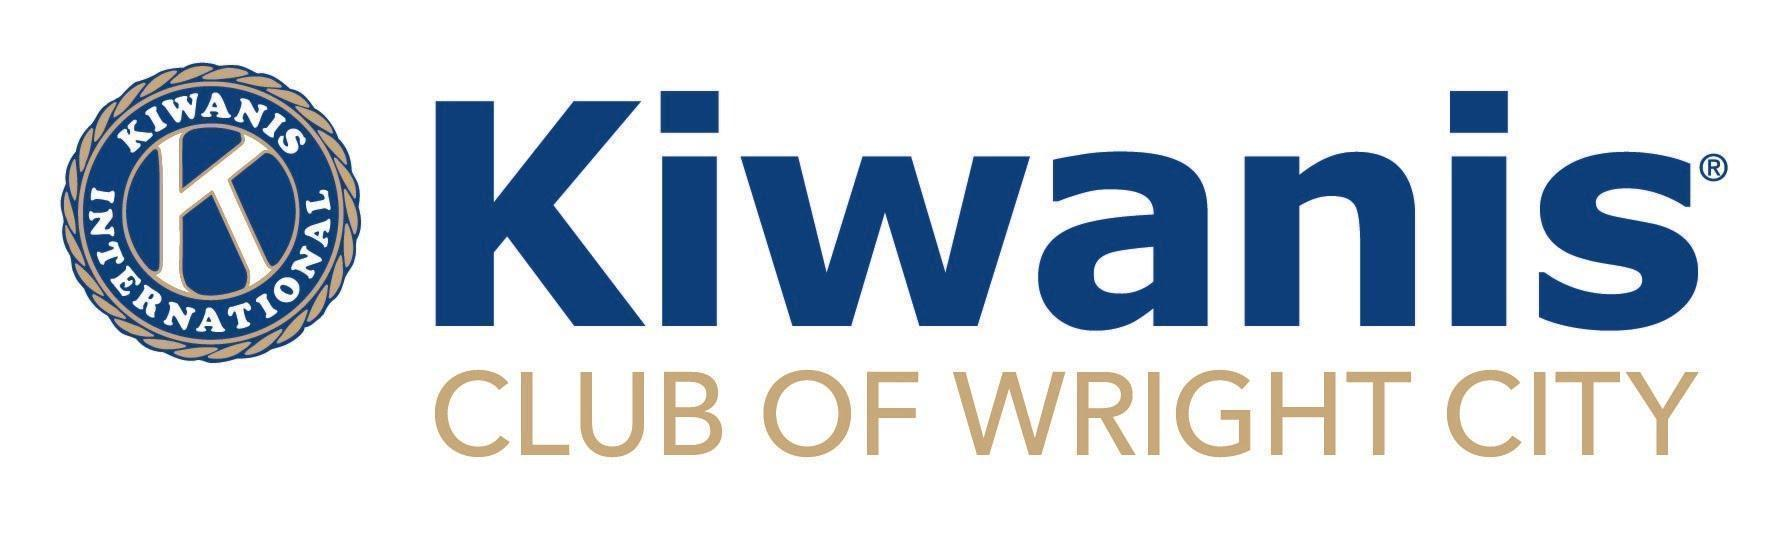 KIWANIS
K
INTERNATIONAL
Kiwanis®
CLUB OF WRIGHT CITY